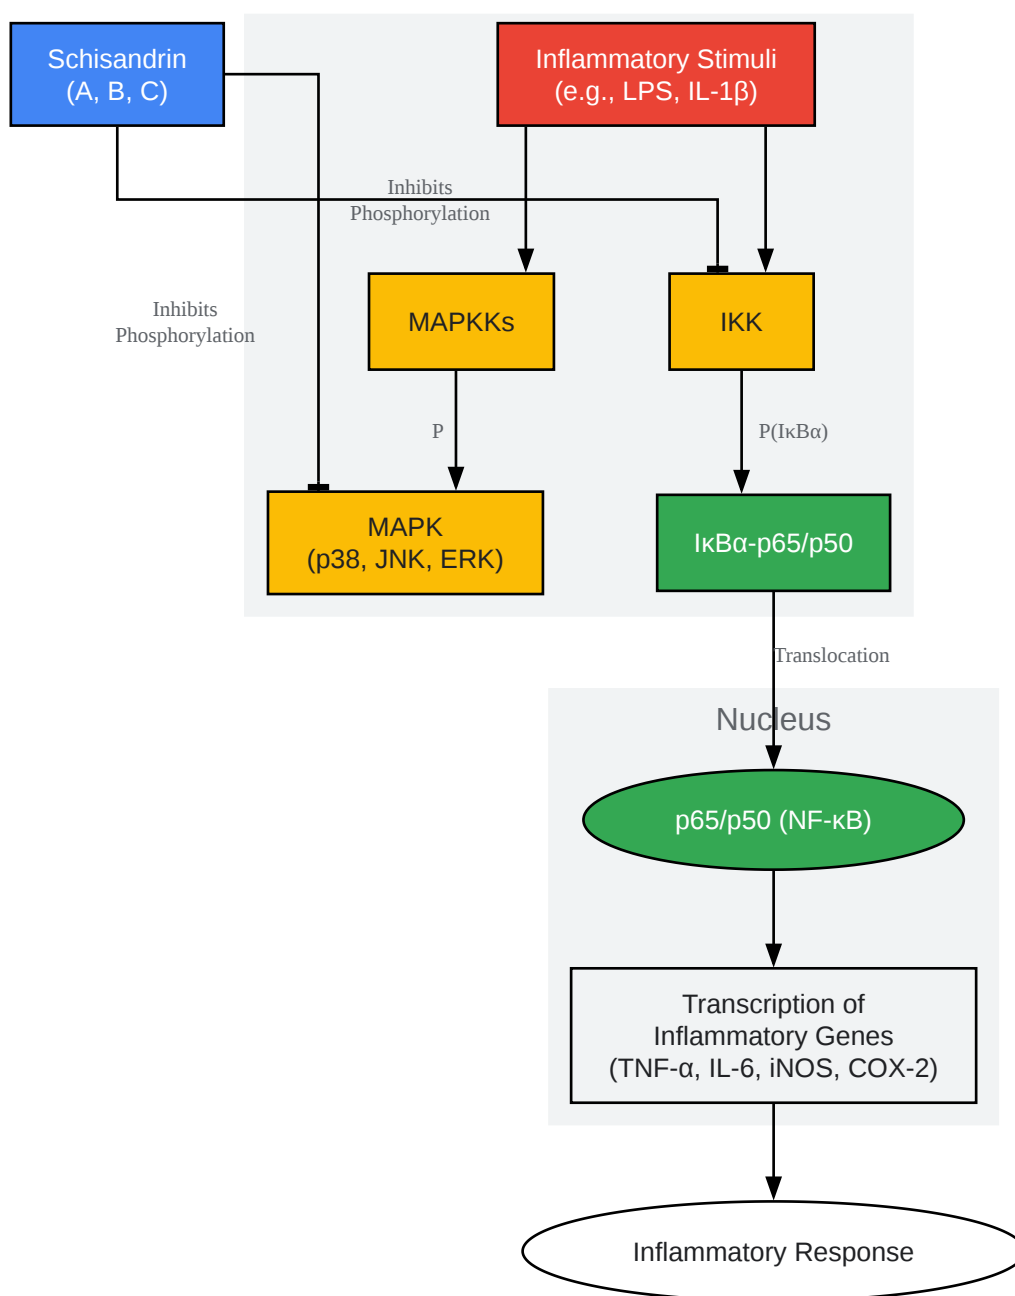 Schisandrin
(A, B, C)
Inflammatory Stimuli
(e.g., LPS, IL-1β)
Inhibits
Phosphorylation
Inhibits
Phosphorylation
MAPKKs
IKK
P
P(IκBα)
MAPK
(p38, JNK, ERK)
IκBα-p65/p50
Translocation
Nucleus
p65/p50 (NF-κB)
Transcription of
Inflammatory Genes
(TNF-α, IL-6, iNOS, COX-2)
Inflammatory Response